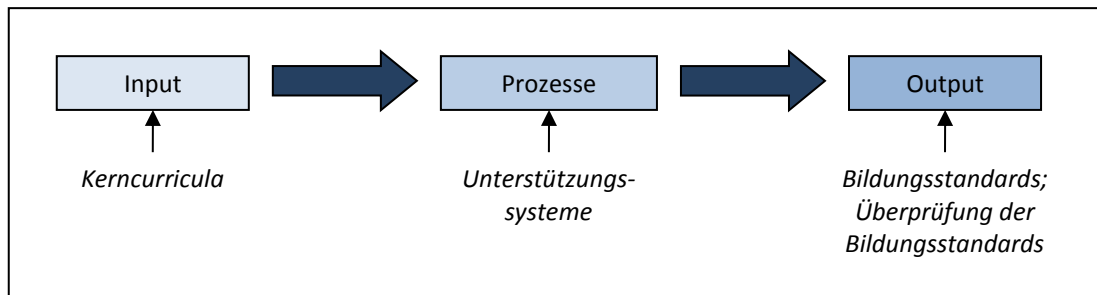 Input
Prozesse
Output
Kerncurricula
Unterstützungs-
systeme
Bildungsstandards;
Überprüfung der
Bildungsstandards